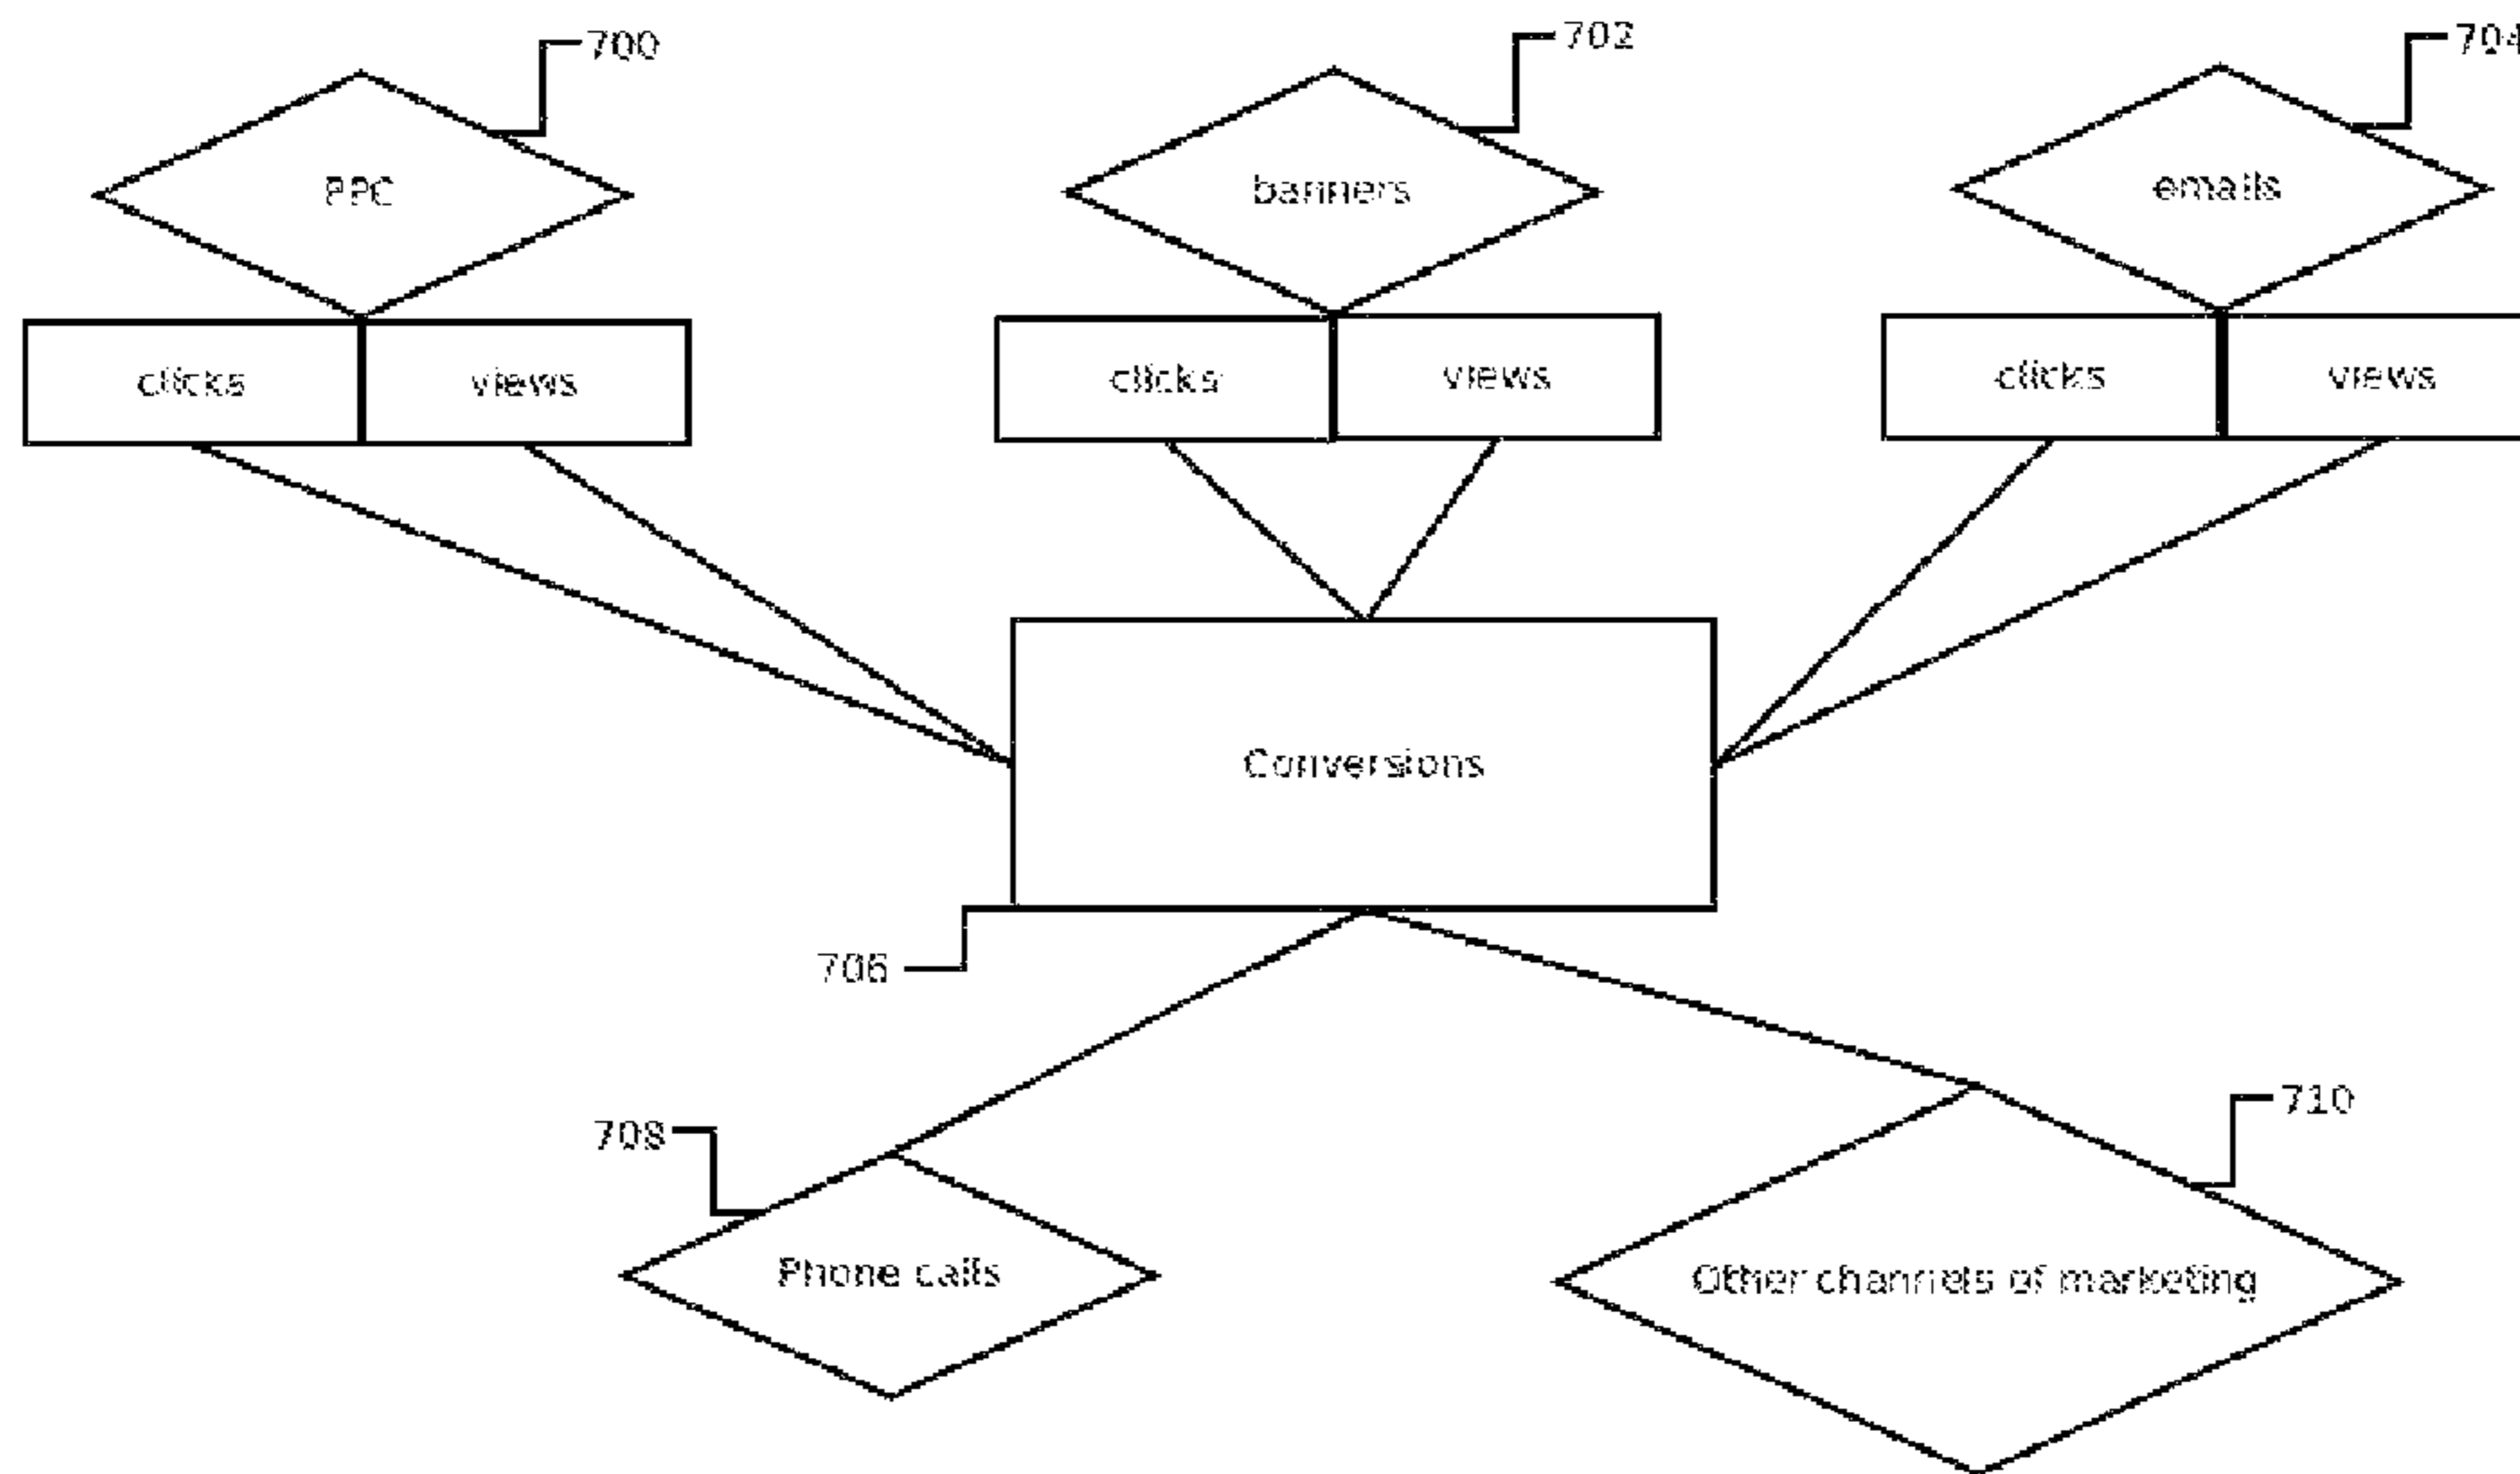 700
702
704
PPC
banners
emails
clicks
views
clicks
views
clicks
views
Conversions
706
708
710
Phone calls
Other channels of marketing